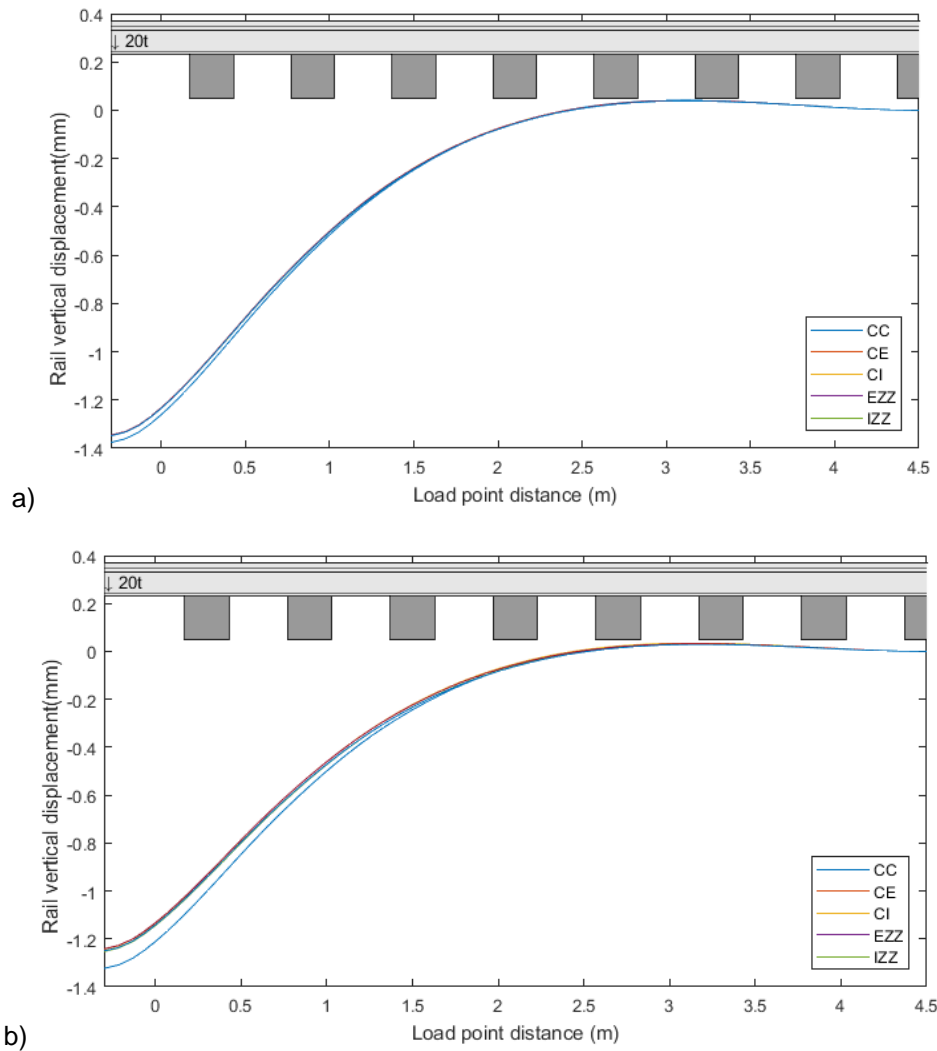 0.4
↓ 20t
0.2
0
-0.2
-0.4
-0.6
-0.8
-1
-1.2
-1.4
Rail vertical displacement(mm)
0 0.5 1 1.5 2 2.5 3 3.5 4 4.5
Load point distance (m)
CC
CE
CI
EZZ
IZZ
a)
0.4
↓ 20t
0.2
0
-0.2
-0.4
-0.6
-0.8
-1
-1.2
-1.4
Rail vertical displacement(mm)
0 0.5 1 1.5 2 2.5 3 3.5 4 4.5
Load point distance (m)
CC
CE
CI
EZZ
IZZ
b)